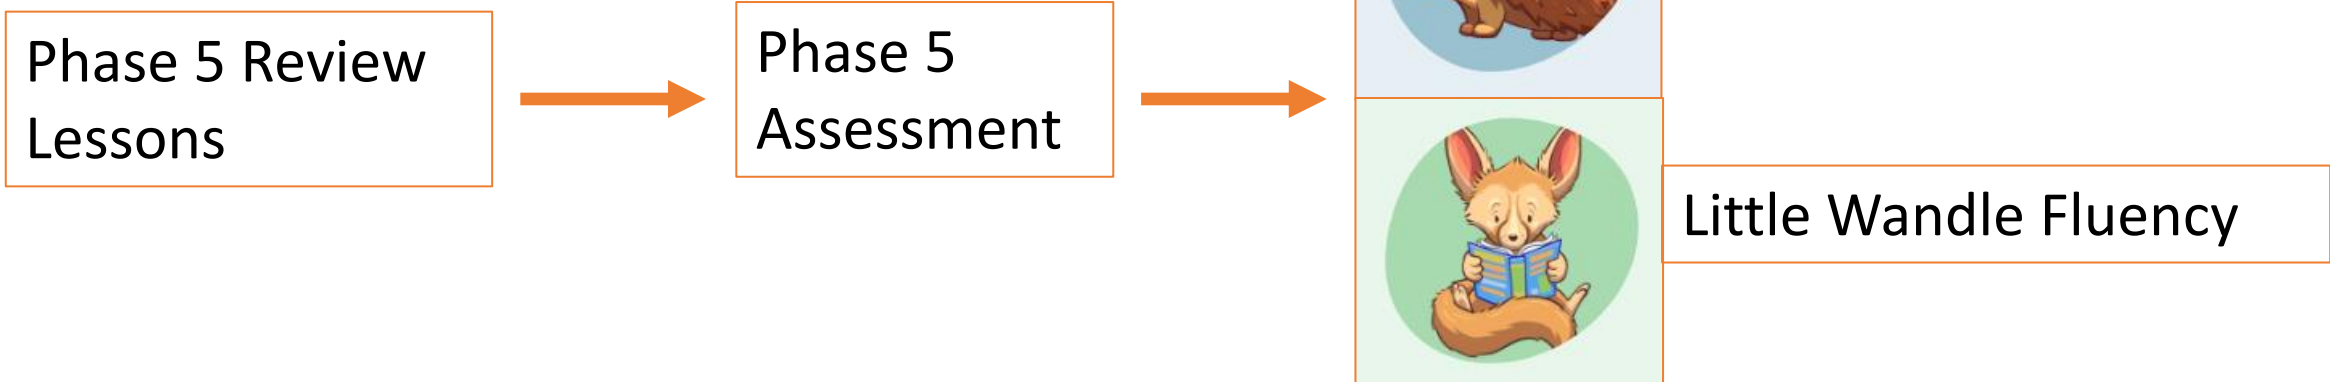 Phase 5 Review
Lessons
Phase 5
Assessment
Little Wandle Fluency